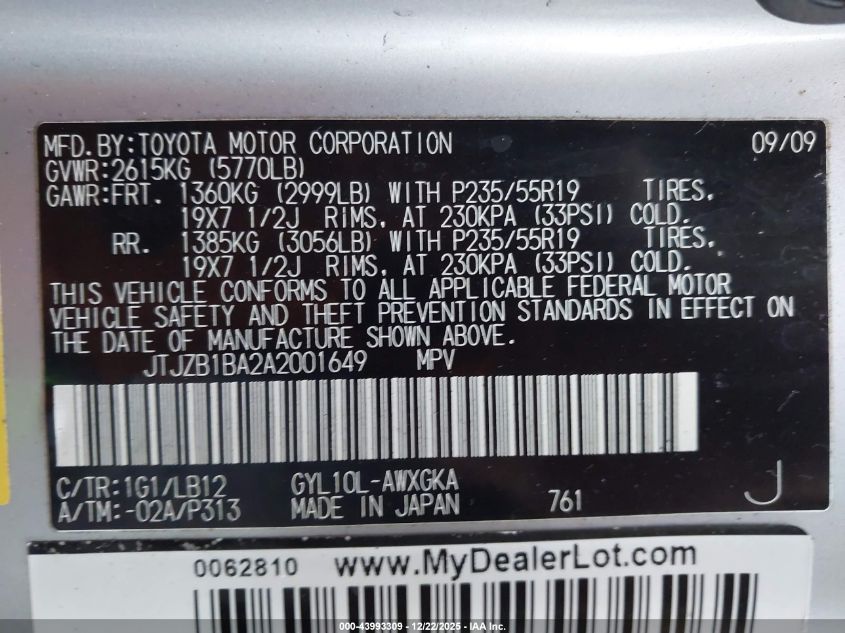 MFD.BY:TOYOTA MOTOR CORPORATION 09/09
GVWR:2615KG (5770LB)
GAWR:FRT. 1360KG (2999LB) WITH P235/55R19 TIRES,
19X7 1/2J RIMS, AT 230KPA (33PSI) COLD.
RR. 1385KG (3056LB) WITH P235/55R19 TIRES,
19X7 1/2J RIMS, AT 230KPA (33PSI) COLD.
THIS VEHICLE CONFORMS TO ALL APPLICABLE FEDERAL MOTOR
VEHICLE SAFETY AND THEFT PREVENTION STANDARDS IN EFFECT ON
THE DATE OF MANUFACTURE SHOWN ABOVE.
JTJZB1BA2A2001649 MPV
C/TR:1G1/LB12 GYL10L-AWXGKA
A/TM:-02A/P313 MADE IN JAPAN 761 J
0062810 www.MyDealerLot.com
000-43993309 - 12/22/2025 - IAA Inc.